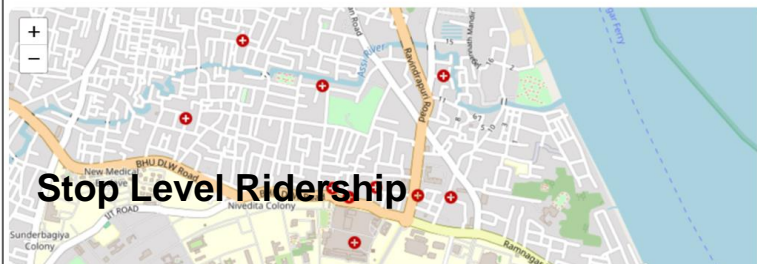 +
−
Assi River
Ravindrapuri Road
BHU DLW Road
New Medical
Stop Level Ridership
Nivedita Colony
UT ROAD
Sunderbagiya
Colony
Ramnagar